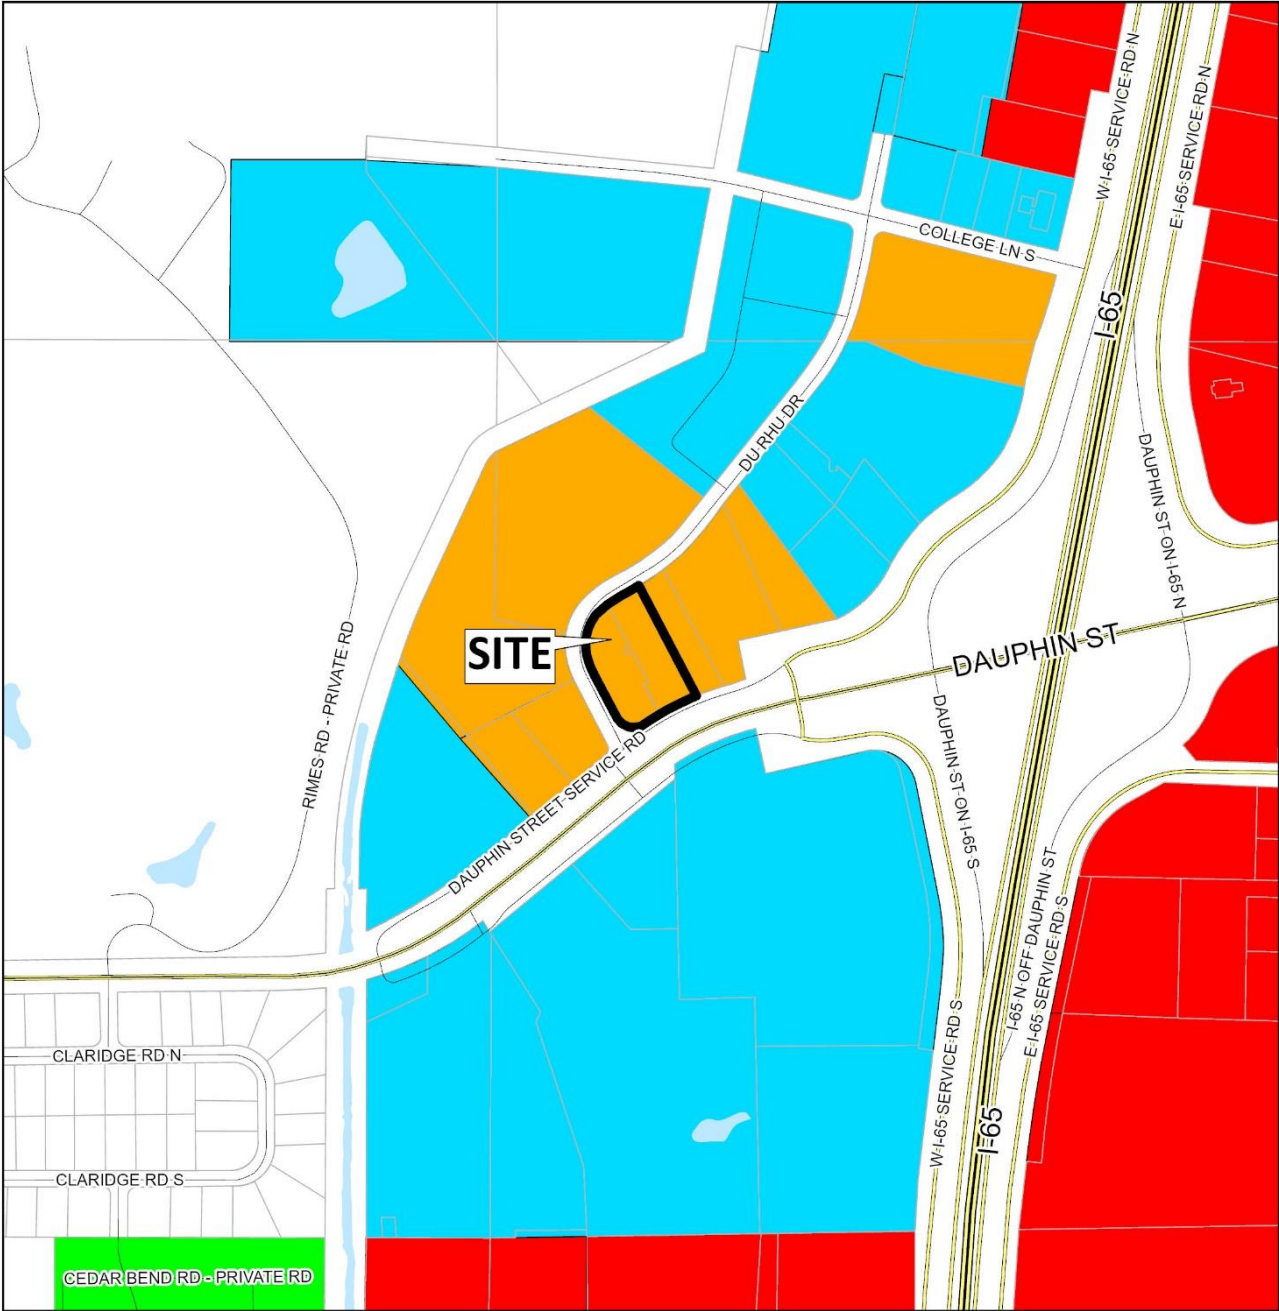 W-I-65-SERVICE-RD-N
E-I-65-SERVICE-RD-N
COLLEGE-LN-S
I-65
DU-RHU-DR
DAUPHIN-ST-ON-I-65-N
DAUPHIN ST
SITE
RIMES-RD - PRIVATE-RD
DAUPHIN-STREET-SERVICE-RD
DAUPHIN-ST-ON-I-65-S
I-65-N-OFF-DAUPHIN-ST
E-I-65-SERVICE-RD-S
W-I-65-SERVICE-RD-S
CLARIDGE RD N
I-65
CLARIDGE RD S
CEDAR BEND RD - PRIVATE RD